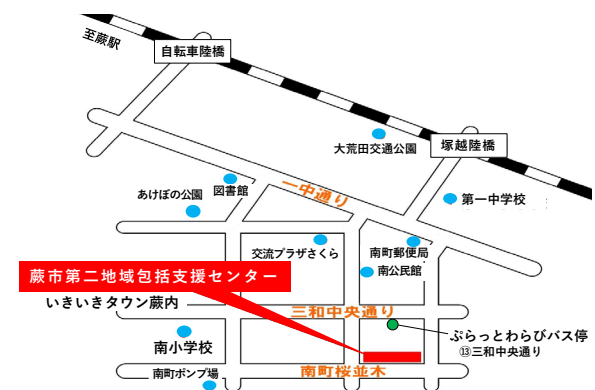 至蕨駅
自転車陸橋
大荒田交通公園
塚越陸橋
図書館
あけぼの公園
一中通り
第一中学校
交流プラザさくら
南町郵便局
南公民館
蕨市第二地域包括支援センター
いきいきタウン蕨内
三和中央通り
ぷらっとわらびバス停
⑬三和中央通り
南小学校
南町桜並木
南町ポンプ場